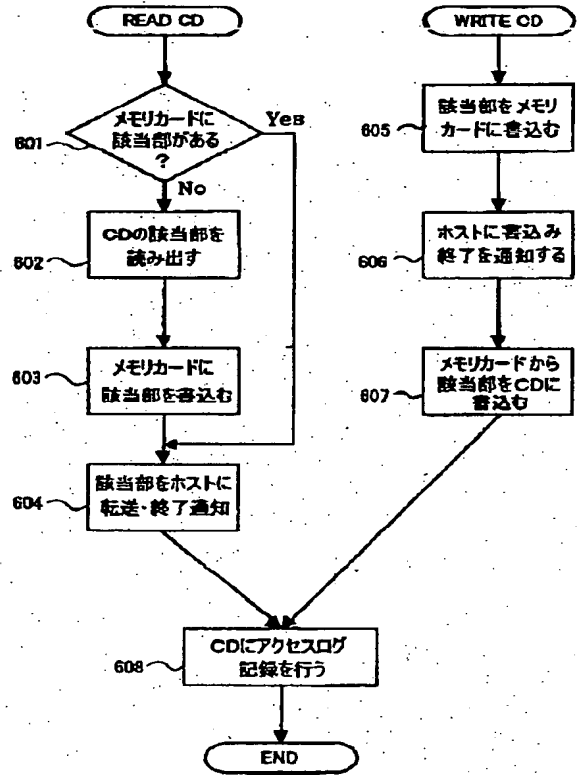 READ CD
メモリカードに
該当部がある
?
Yes
601
No
CDの該当部を
読み出す
602
メモリカードに
該当部を書込む
603
該当部をホストに
転送・終了通知
604
WRITE CD
該当部をメモリ
カードに書込む
605
ホストに書込み
終了を通知する
606
メモリカードから
該当部をCDに
書込む
607
CDにアクセスログ
記録を行う
608
END